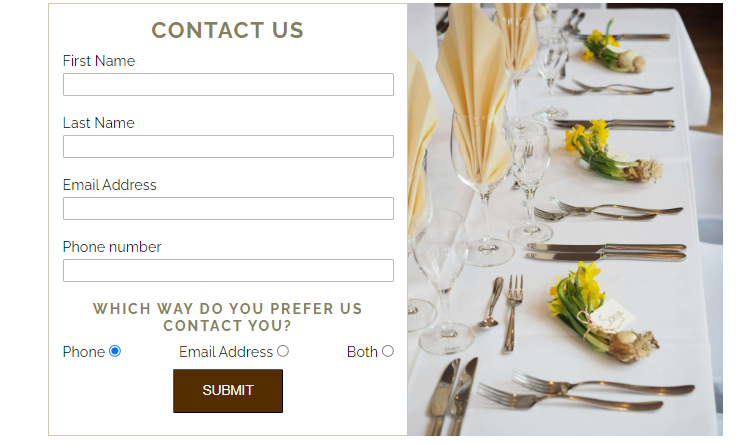 CONTACT US
First Name
Last Name
Email Address
Phone number
WHICH WAY DO YOU PREFER US
CONTACT YOU?
Phone Email Address Both
SUBMIT